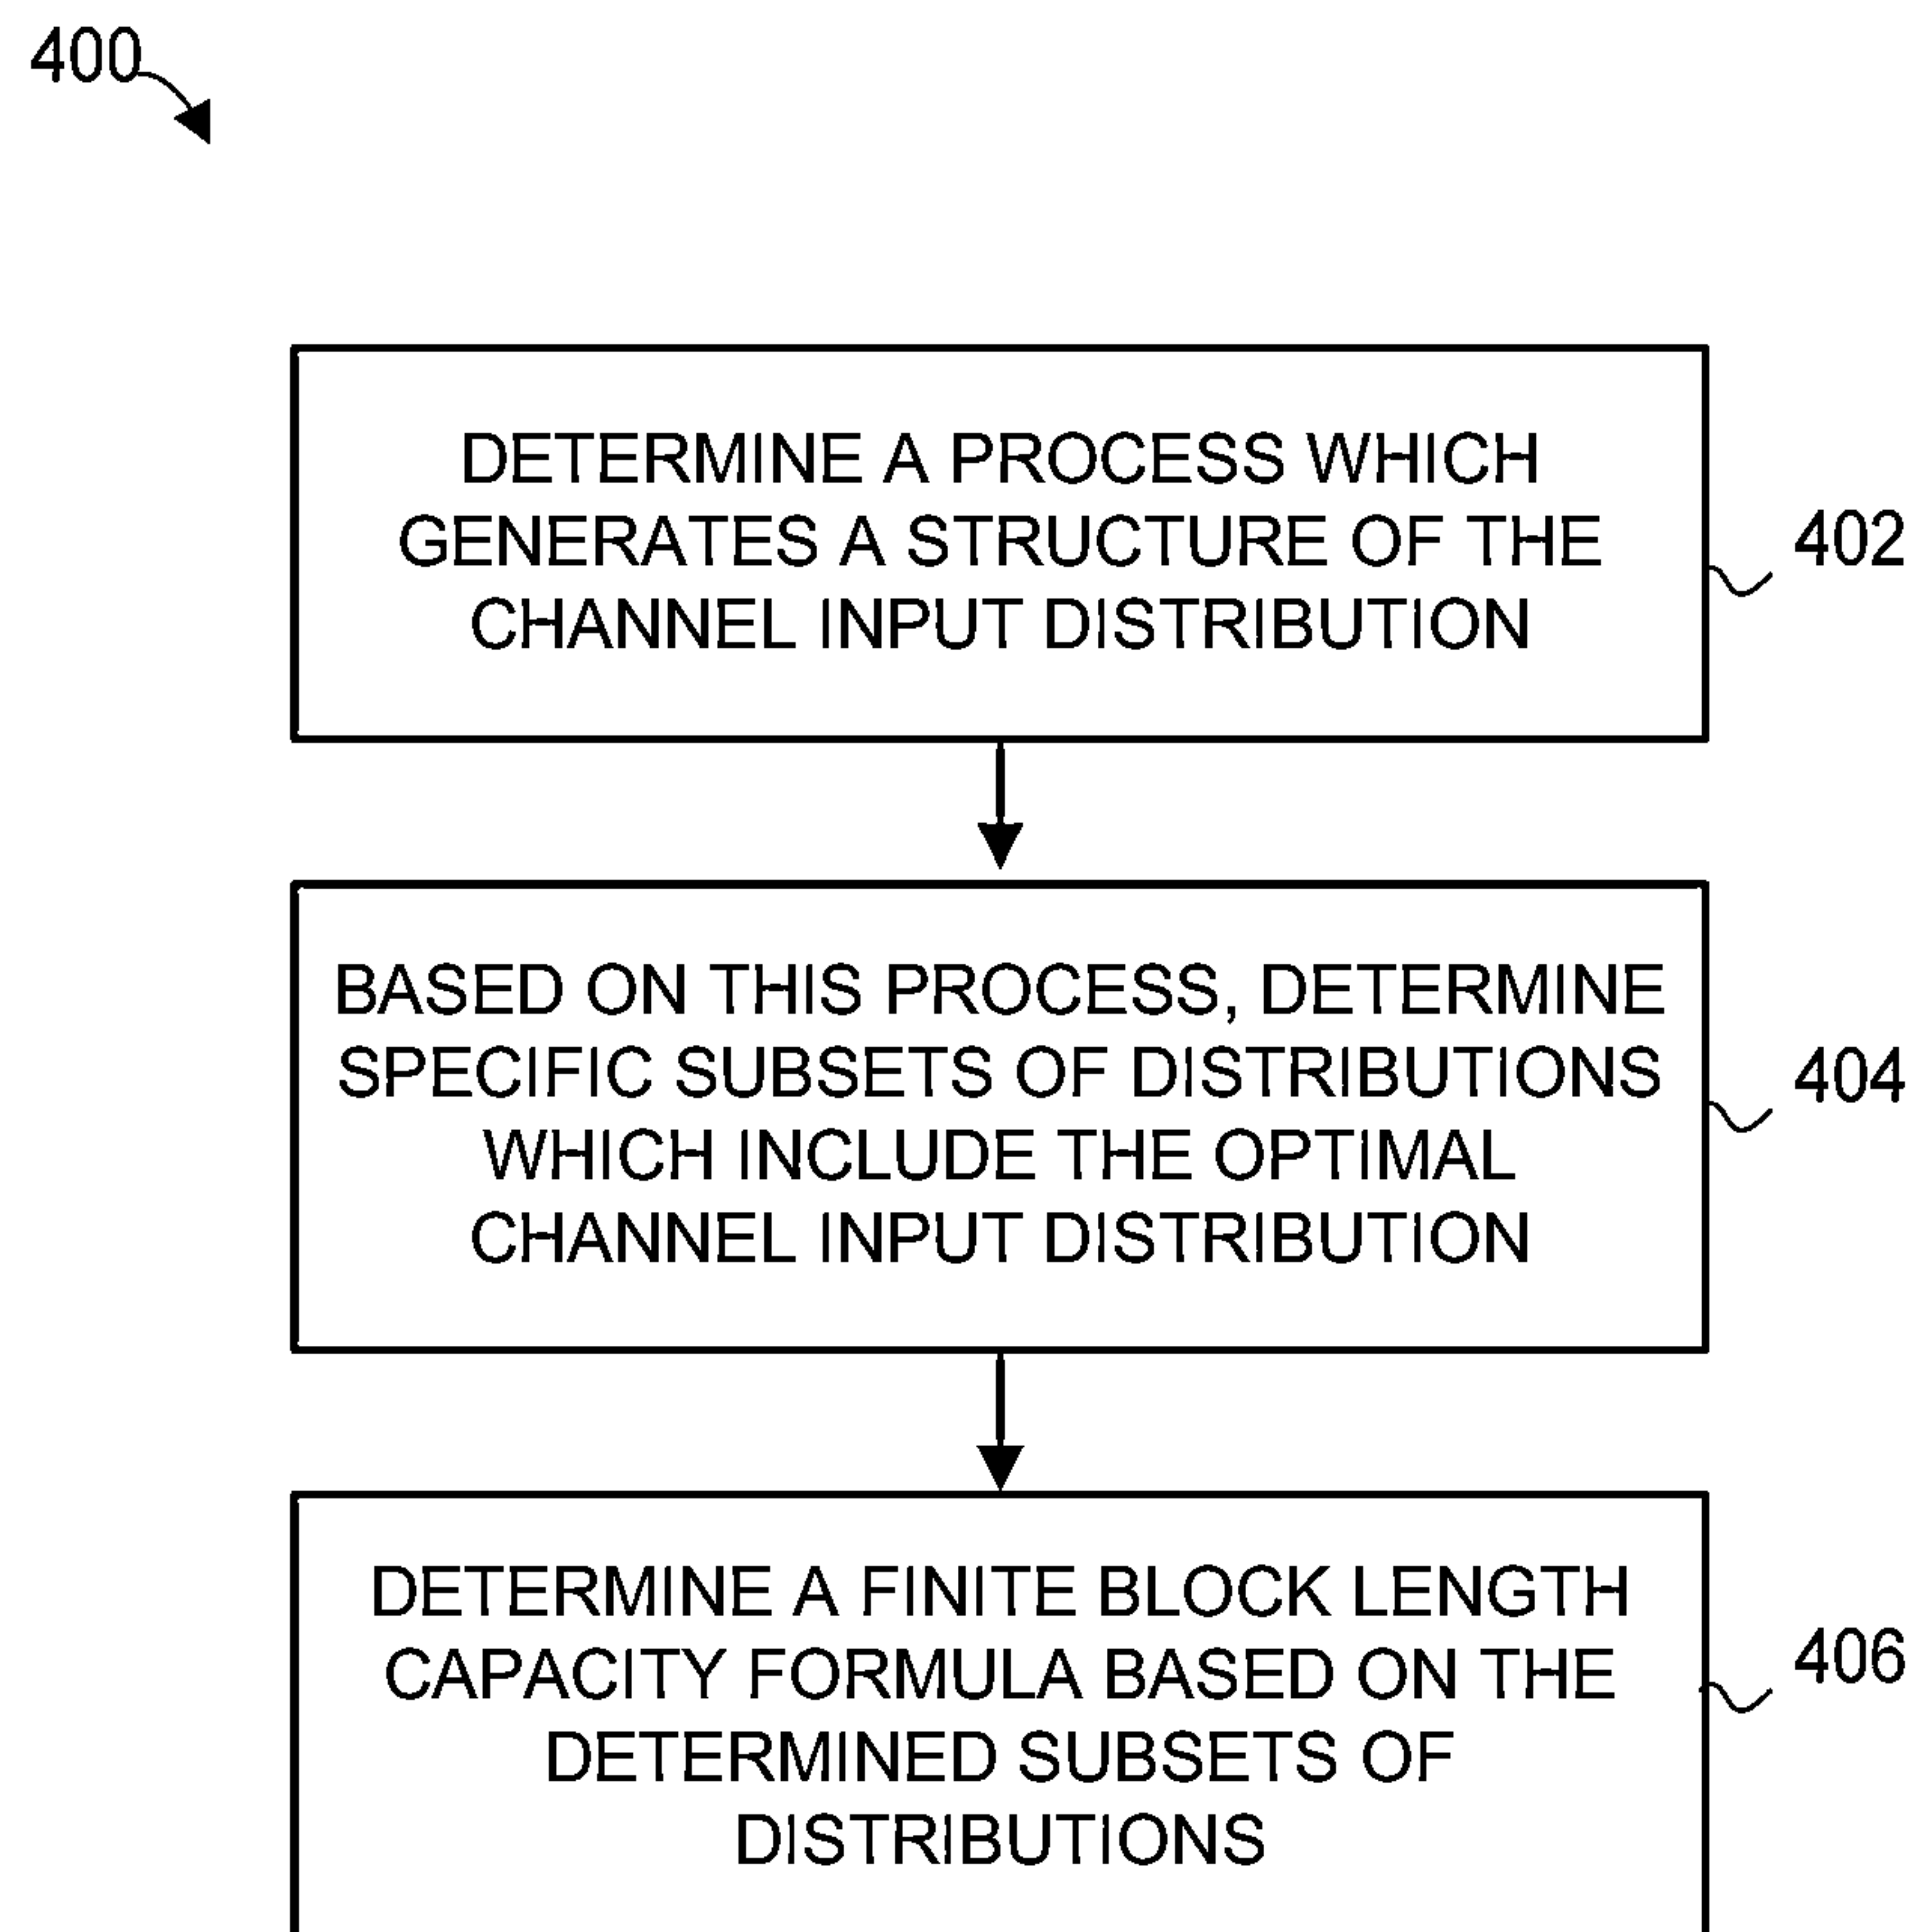 400
DETERMINE A PROCESS WHICH
GENERATES A STRUCTURE OF THE
CHANNEL INPUT DISTRIBUTION
402
BASED ON THIS PROCESS, DETERMINE
SPECIFIC SUBSETS OF DISTRIBUTIONS
WHICH INCLUDE THE OPTIMAL
CHANNEL INPUT DISTRIBUTION
404
DETERMINE A FINITE BLOCK LENGTH
CAPACITY FORMULA BASED ON THE
DETERMINED SUBSETS OF
DISTRIBUTIONS
406